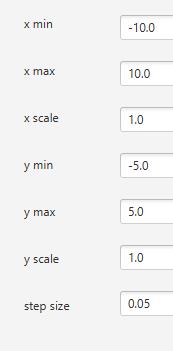 x min -10.0
x max 10.0
x scale 1.0
y min -5.0
y max 5.0
y scale 1.0
step size 0.05